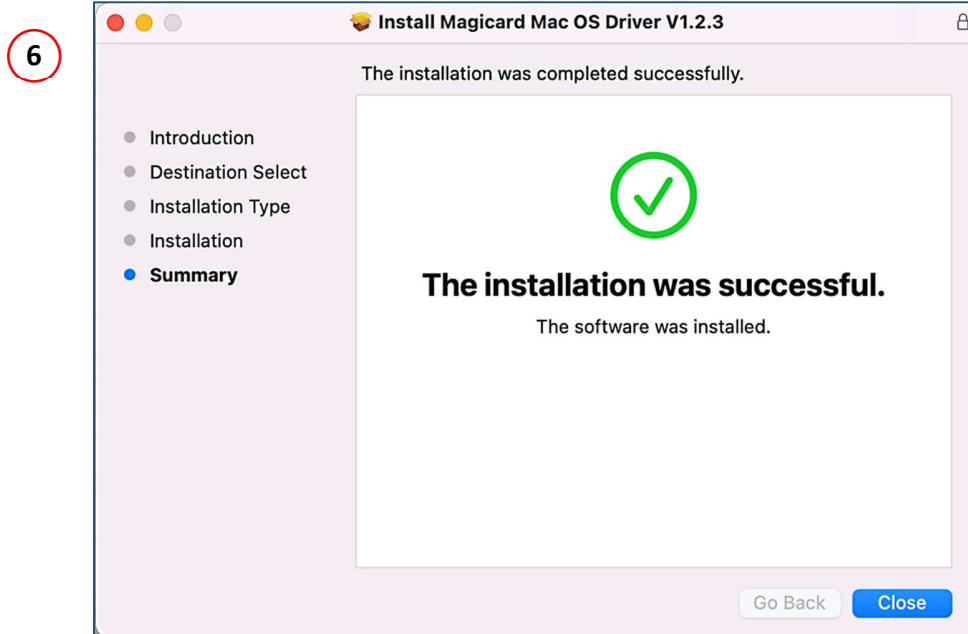 6
Install Magicard Mac OS Driver V1.2.3
The installation was completed successfully.
Introduction
Destination Select
Installation Type
Installation
Summary
The installation was successful.
The software was installed.
Go Back
Close